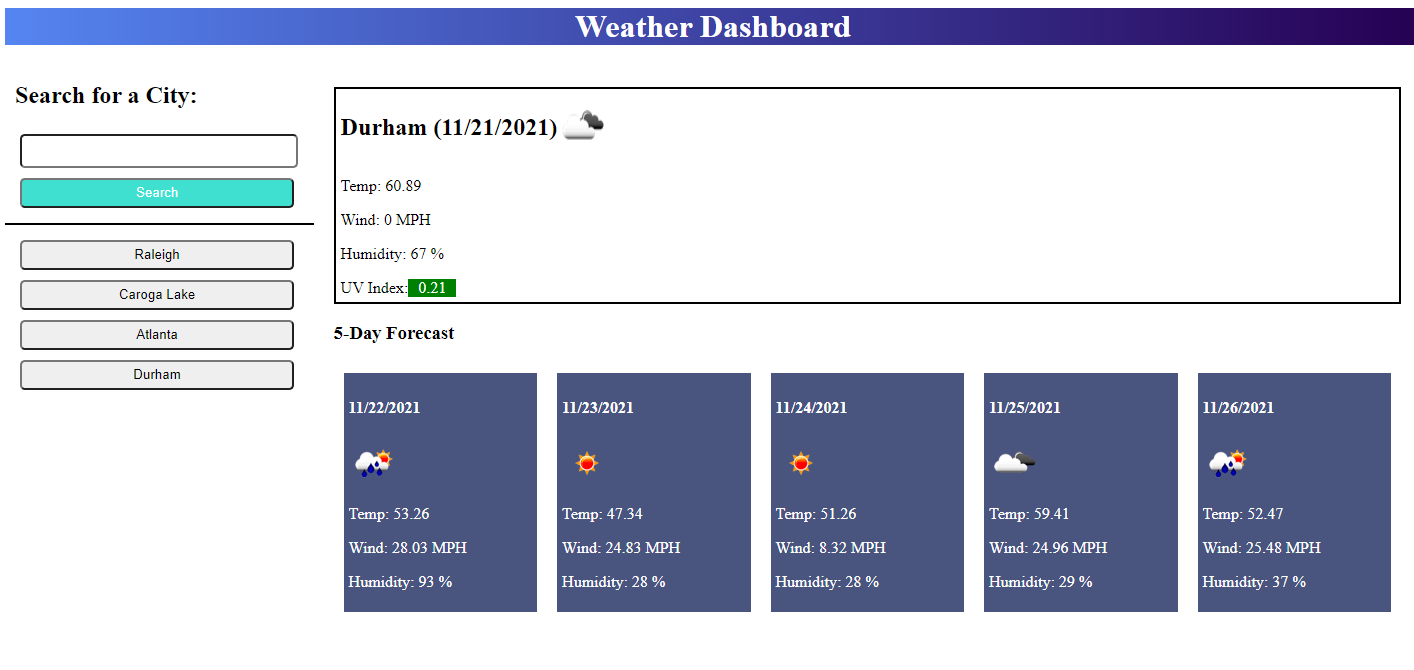 Weather Dashboard
Search for a City:
Search
Raleigh
Caroga Lake
Atlanta
Durham
Durham (11/21/2021)
Temp: 60.89
Wind: 0 MPH
Humidity: 67 %
UV Index: 0.21
5-Day Forecast
11/22/2021
Temp: 53.26
Wind: 28.03 MPH
Humidity: 93 %
11/23/2021
Temp: 47.34
Wind: 24.83 MPH
Humidity: 28 %
11/24/2021
Temp: 51.26
Wind: 8.32 MPH
Humidity: 28 %
11/25/2021
Temp: 59.41
Wind: 24.96 MPH
Humidity: 29 %
11/26/2021
Temp: 52.47
Wind: 25.48 MPH
Humidity: 37 %